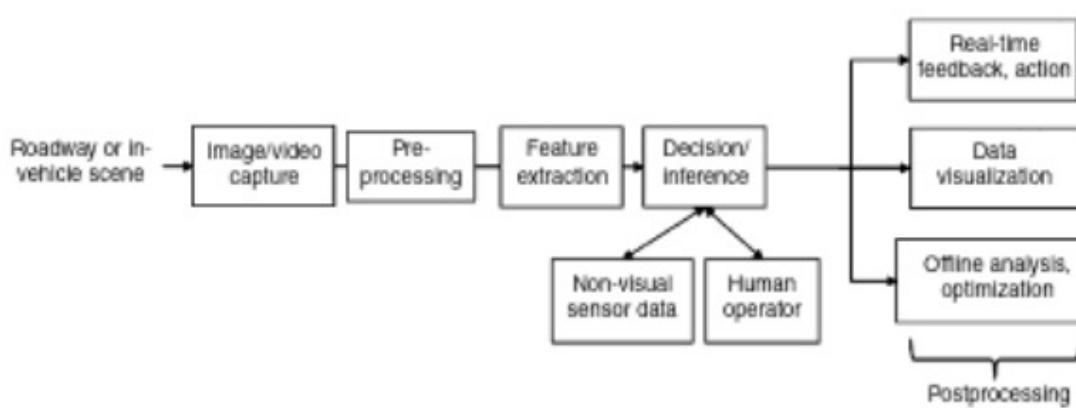 Roadway or in-
vehicle scene
Image/video
capture
Pre-
processing
Feature
extraction
Decision/
inference
Non-visual
sensor data
Human
operator
Real-time
feedback, action
Data
visualization
Offline analysis,
optimization
Postprocessing